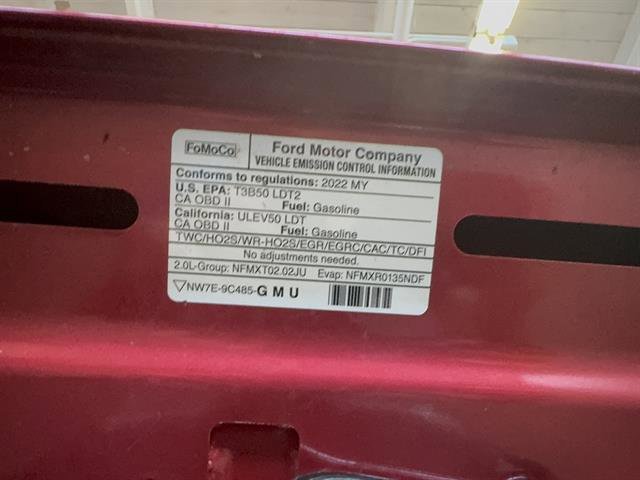 FoMoCo
Ford Motor Company
VEHICLE EMISSION CONTROL INFORMATION
Conforms to regulations: 2022 MY
U.S. EPA: T3B50 LDT2
CA OBD II Fuel: Gasoline
California: ULEV50 LDT
CA OBD II Fuel: Gasoline
TWC/HO2S/WR-HO2S/EGR/EGRC/CAC/TC/DFI
No adjustments needed.
2.0L-Group: NFMXT02.02JU Evap: NFMXR0135NDF
NW7E-9C485-G M U